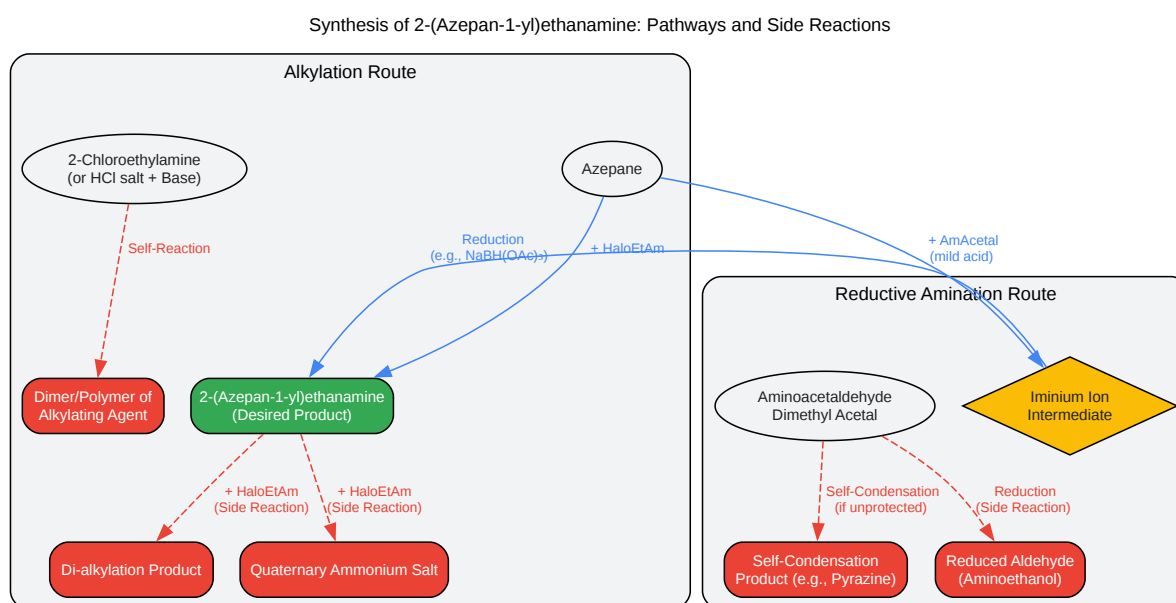 Synthesis of 2-(Azepan-1-yl)ethanamine: Pathways and Side Reactions
Alkylation Route
2-Chloroethylamine
(or HCl salt + Base)
Azepane
Self-Reaction
Reduction
(e.g., NaBH(OAc)₃)
+ HaloEtAm
+ AmAcetal
(mild acid)
Reductive Amination Route
Dimer/Polymer of
Alkylating Agent
2-(Azepan-1-yl)ethanamine
(Desired Product)
Aminoacetaldehyde
Dimethyl Acetal
Iminium Ion
Intermediate
+ HaloEtAm
(Side Reaction)
+ HaloEtAm
(Side Reaction)
Self-Condensation
(if unprotected)
Reduction
(Side Reaction)
Di-alkylation Product
Quaternary Ammonium Salt
Self-Condensation
Product (e.g., Pyrazine)
Reduced Aldehyde
(Aminoethanol)